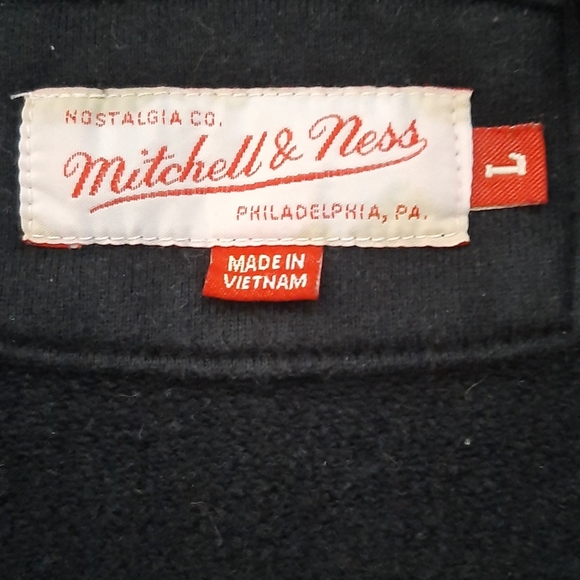 NOSTALGIA CO.
Mitchell & Ness
PHILADELPHIA, PA.
L
MADE IN
VIETNAM